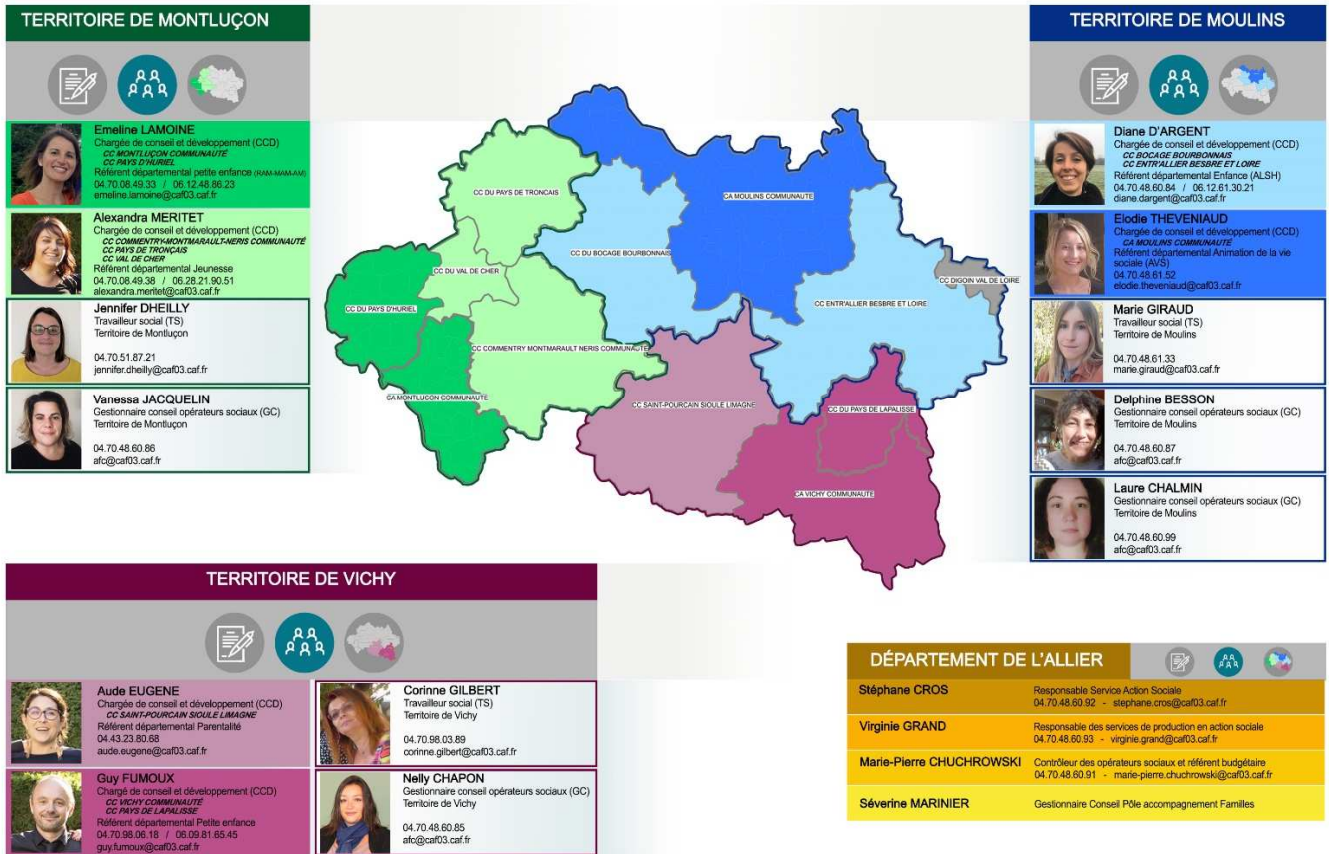 TERRITOIRE DE MONTLUÇON
Emeline LAMOINE
Chargée de conseil et développement (CCD)
CC MONTLUÇON COMMUNAUTÉ
CC PAYS D'HURIEL
Référent départemental petite enfance (RAM-MAM-AM)
04.70.08.49.33 / 06.12.48.86.23
emeline.lamoine@caf03.caf.fr
Alexandra MERITET
Chargée de conseil et développement (CCD)
CC COMMENTRY-MONTMARAULT-NERIS COMMUNAUTÉ
CC PAYS DE TRONÇAIS
CC VAL DE CHER
Référent départemental Jeunesse
04.70.08.49.38 / 06.28.21.90.51
alexandra.meritet@caf03.caf.fr
Jennifer DHEILLY
Travailleur social (TS)
Territoire de Montluçon
04.70.51.87.21
jennifer.dheilly@caf03.caf.fr
Vanessa JACQUELIN
Gestionnaire conseil opérateurs sociaux (GC)
Territoire de Montluçon
04.70.48.60.86
afc@caf03.caf.fr
CC DU PAYS DE TRONCAIS
CA MOULINS COMMUNAUTE
CC DU BOCAGE BOURBONNAIS
CC DU VAL DE CHER
CC DIGOIN VAL DE LOIRE
CC ENTR'ALLIER BESBRE ET LOIRE
CC DU PAYS D'HURIEL
CC COMMENTRY MONTMARAULT NERIS COMMUNAUTE
CA MONTLUCON COMMUNAUTÉ
CC SAINT-POURCAIN SIOULE LIMAGNE
CC DU PAYS DE LAPALISSE
CA VICHY COMMUNAUTE
TERRITOIRE DE MOULINS
Diane D'ARGENT
Chargée de conseil et développement (CCD)
CC BOCAGE BOURBONNAIS
CC ENTR'ALLIER BESBRE ET LOIRE
Référent départemental Enfance (ALSH)
04.70.48.60.84 / 06.12.61.30.21
diane.dargent@caf03.caf.fr
Elodie THEVENIAUD
Chargée de conseil et développement (CCD)
CA MOULINS COMMUNAUTÉ
Référent départemental Animation de la vie
sociale (AVS)
04.70.48.61.52
elodie.theveniaud@caf03.caf.fr
Marie GIRAUD
Travailleur social (TS)
Territoire de Moulins
04.70.48.61.33
marie.giraud@caf03.caf.fr
Delphine BESSON
Gestionnaire conseil opérateurs sociaux (GC)
Territoire de Moulins
04.70.48.60.87
afc@caf03.caf.fr
Laure CHALMIN
Gestionnaire conseil opérateurs sociaux (GC)
Territoire de Moulins
04.70.48.60.99
afc@caf03.caf.fr
TERRITOIRE DE VICHY
Aude EUGENE
Chargée de conseil et développement (CCD)
CC SAINT-POURCAIN SIOULE LIMAGNE
Référent départemental Parentalité
04.43.23.80.68
aude.eugene@caf03.caf.fr
Guy FUMOUX
Chargé de conseil et développement (CCD)
CC VICHY COMMUNAUTÉ
CC PAYS DE LAPALISSE
Référent départemental Petite enfance
04.70.98.06.18 / 06.09.81.65.45
guy.fumoux@caf03.caf.fr
Corinne GILBERT
Travailleur social (TS)
Territoire de Vichy
04.70.98.03.89
corinne.gilbert@caf03.caf.fr
Nelly CHAPON
Gestionnaire conseil opérateurs sociaux (GC)
Territoire de Vichy
04.70.48.60.85
afc@caf03.caf.fr
DÉPARTEMENT DE L'ALLIER
Stéphane CROS
Responsable Service Action Sociale
04.70.48.60.92 - stephane.cros@caf03.caf.fr
Virginie GRAND
Responsable des services de production en action sociale
04.70.48.60.93 - virginie.grand@caf03.caf.fr
Marie-Pierre CHUCHROWSKI
Contrôleur des opérateurs sociaux et référent budgétaire
04.70.48.60.91 - marie-pierre.chuchrowski@caf03.caf.fr
Séverine MARINIER
Gestionnaire Conseil Pôle accompagnement Familles